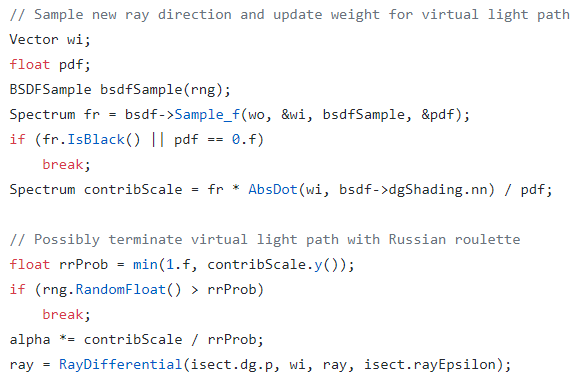 // Sample new ray direction and update weight for virtual light path
Vector wi;
float pdf;
BSDFSample bsdfSample(rng);
Spectrum fr = bsdf->Sample_f(wo, &wi, bsdfSample, &pdf);
if (fr.IsBlack() || pdf == 0.f)
    break;
Spectrum contribScale = fr * AbsDot(wi, bsdf->dgShading.nn) / pdf;

// Possibly terminate virtual light path with Russian roulette
float rrProb = min(1.f, contribScale.y());
if (rng.RandomFloat() > rrProb)
    break;
alpha *= contribScale / rrProb;
ray = RayDifferential(isect.dg.p, wi, ray, isect.rayEpsilon);